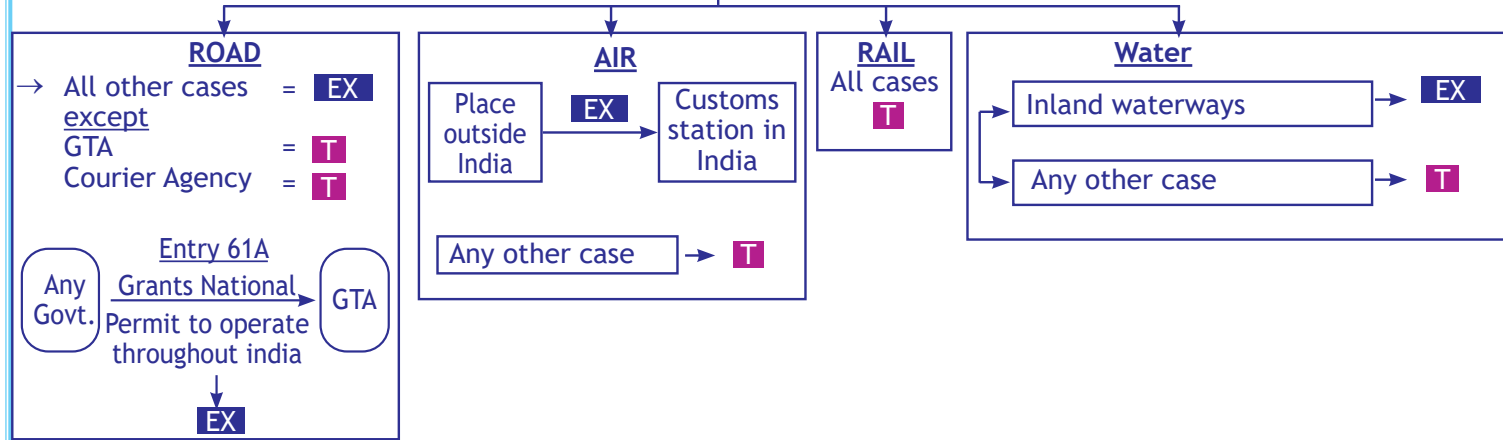 ROAD
→ All other cases = EX
except
GTA = T
Courier Agency = T
Entry 61A
Any
Govt.
Grants National
Permit to operate
throughout india
GTA
EX
AIR
Place
outside
India
EX
Customs
station in
India
Any other case
T
RAIL
All cases
T
Water
Inland waterways
EX
Any other case
T